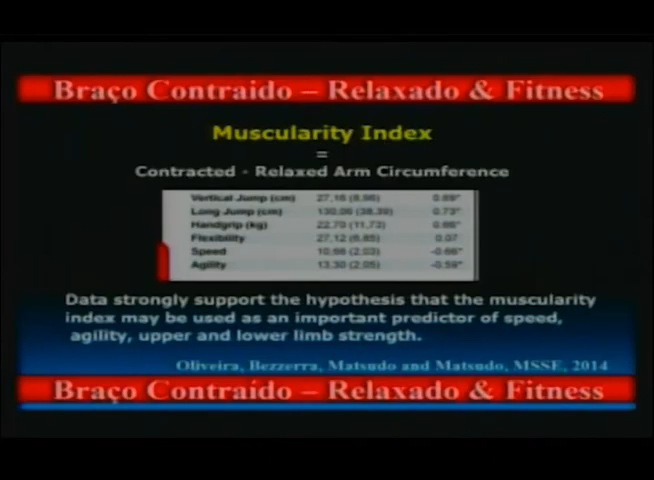 Braço Contraído – Relaxado & Fitness
Muscularity Index
=
Contracted - Relaxed Arm Circumference
Vertical Jump (cm) 27,16 (8,56) 0.69*
Long Jump (cm) 130,06 (38,39) 0.73*
Handgrip (kg) 22,70 (11,73) 0.66*
Flexibility 27,12 (6,85) 0.07
Speed 10,66 (2,03) -0.66*
Agility 13,30 (2,05) -0.59*
Data strongly support the hypothesis that the muscularity
index may be used as an important predictor of speed,
agility, upper and lower limb strength.
Oliveira, Bezzerra, Matsudo and Matsudo, MSSE, 2014
Braço Contraído – Relaxado & Fitness